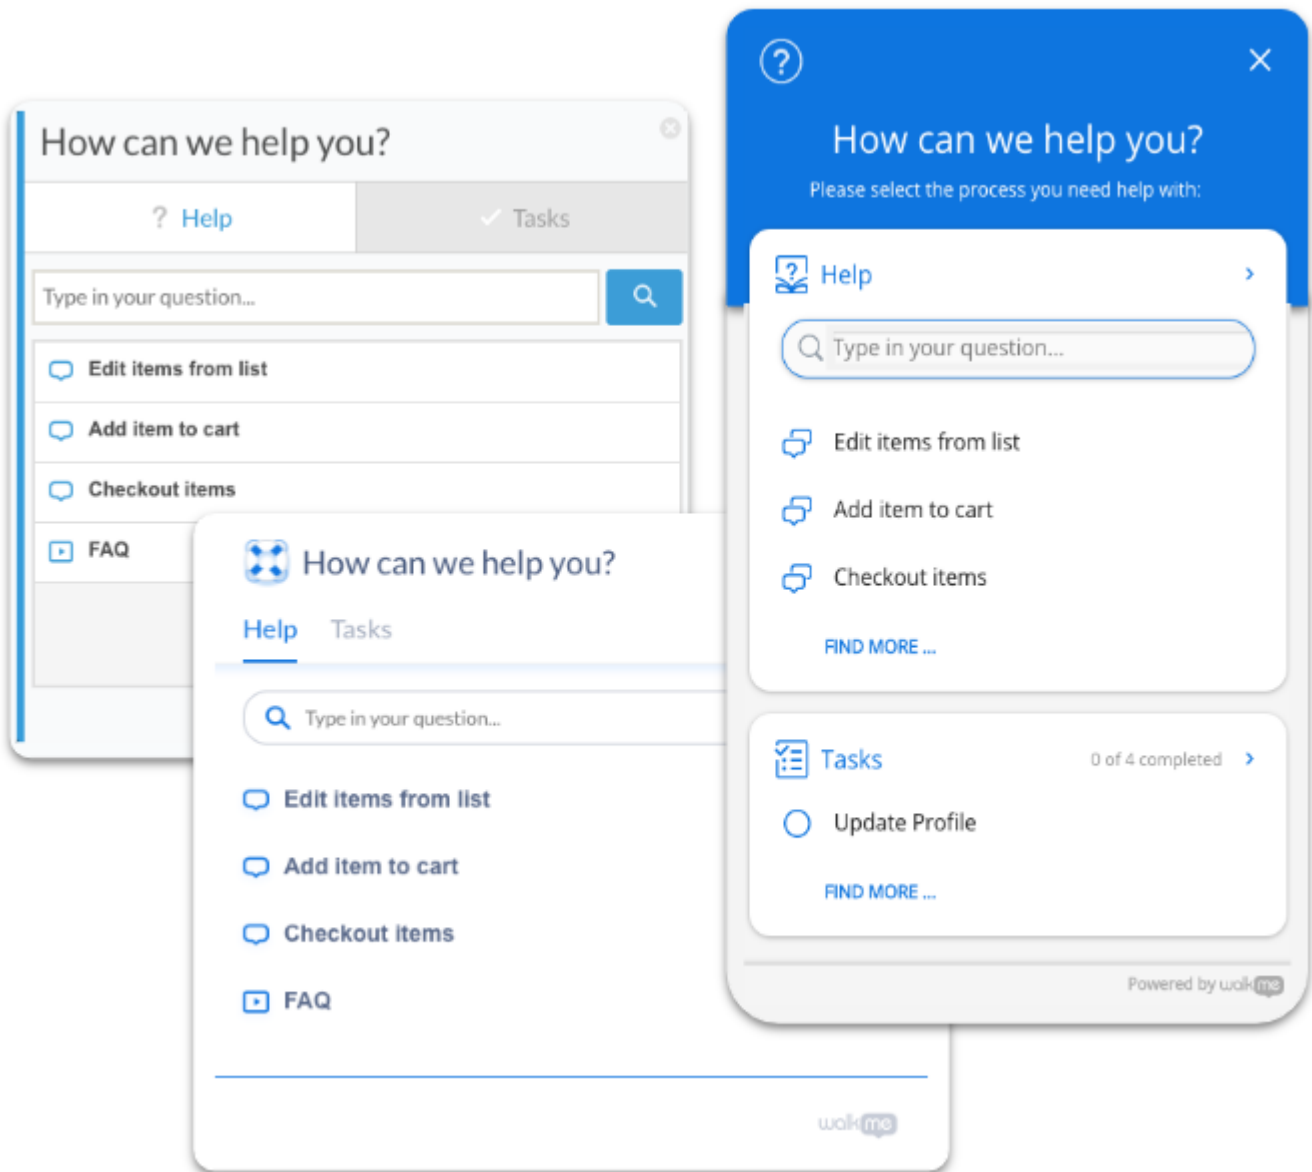 How can we help you?
? Help
Tasks
Type in your question...
Edit items from list
Add item to cart
Checkout items
FAQ
How can we help you?
Help Tasks
Type in your question...
Edit items from list
Add item to cart
Checkout items
FAQ
walkme
?
How can we help you?
Please select the process you need help with:
? Help
Type in your question...
Edit items from list
Add item to cart
Checkout items
FIND MORE ...
Tasks 0 of 4 completed
Update Profile
FIND MORE ...
Powered by walkme